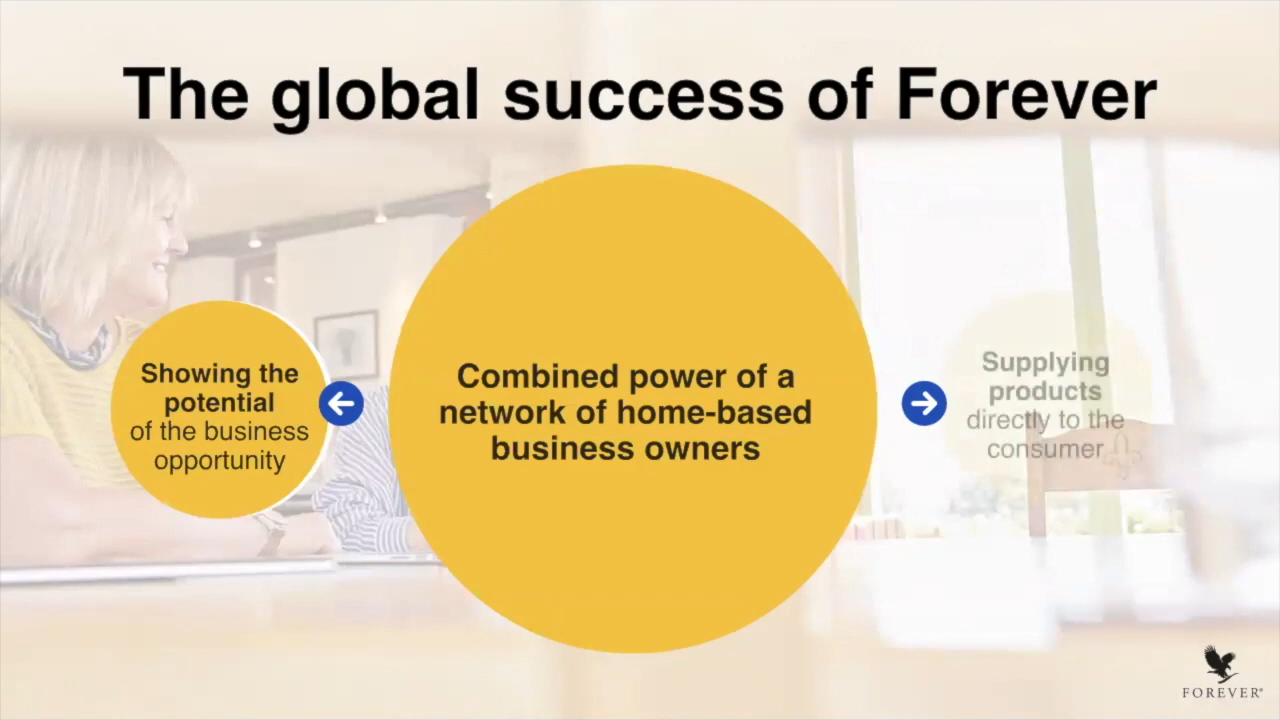 The global success of Forever
Showing the
potential
of the business
opportunity
Combined power of a
network of home-based
business owners
Supplying
products
directly to the
consumer
FOREVER®